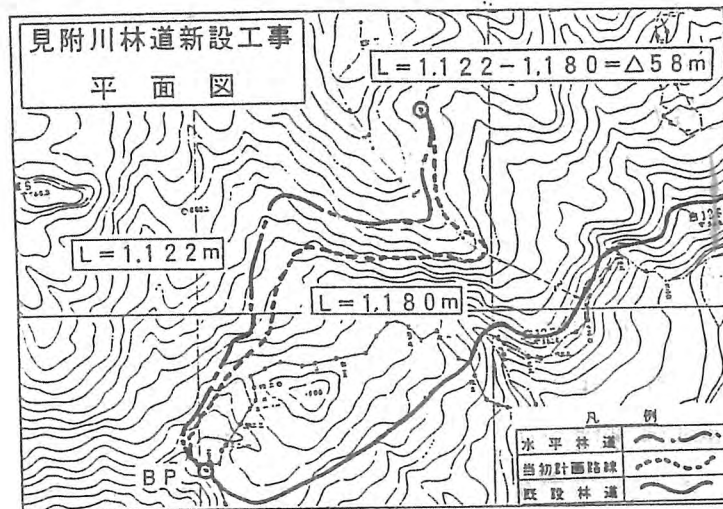 見附川林道新設工事
平面図
L=1,122-1,180=△58m
L=1,122m
L=1,180m
BP
凡例
水平林道
当初計画路線
既設林道